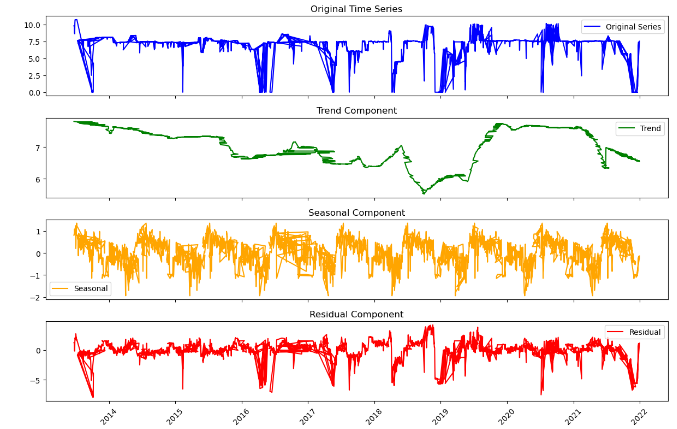 Original Time Series
10.0
7.5
5.0
2.5
0.0
Original Series
Trend Component
7
6
Trend
Seasonal Component
1
0
−1
−2
Seasonal
Residual Component
0
−5
Residual
2014 2015 2016 2017 2018 2019 2020 2021 2022